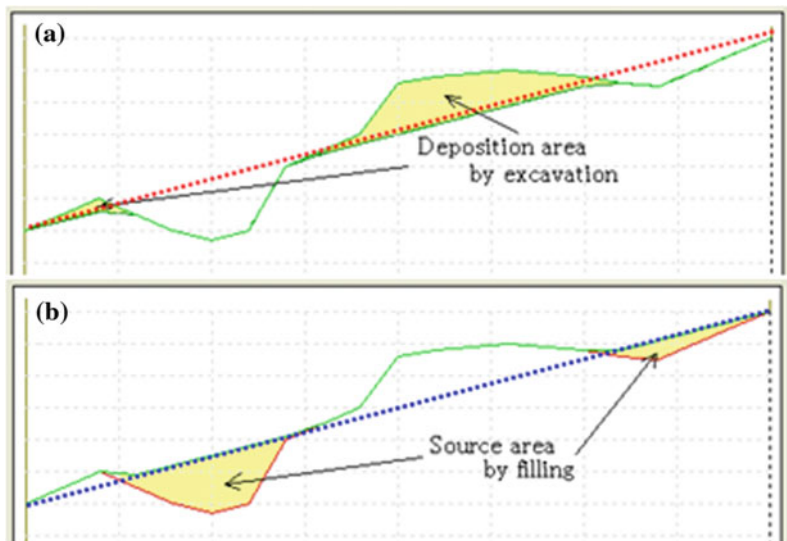 (a)
Deposition area
by excavation
(b)
Source area
by filling